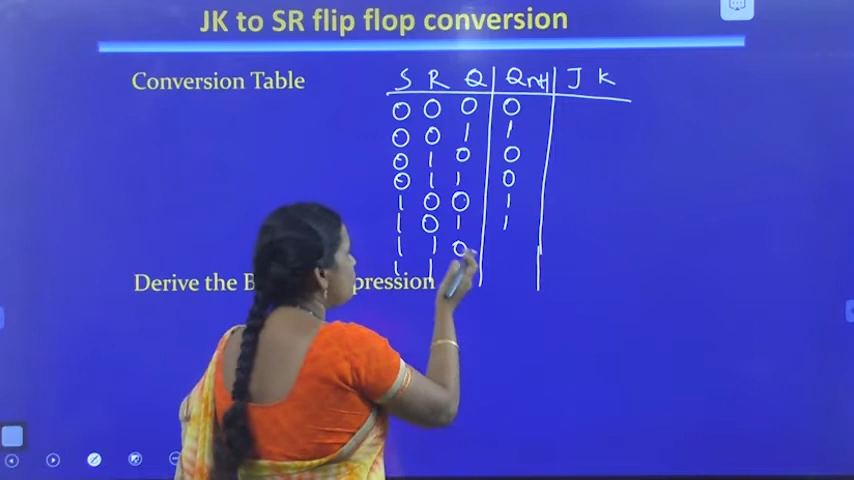 JK to SR flip flop conversion
Conversion Table
S R Q Qn+1 J K
0 0 0 0
0 0 1 1
0 1 0 0
0 1 1 0
1 0 0 1
1 0 1 1
1 1 0
1 1
Derive the B pression